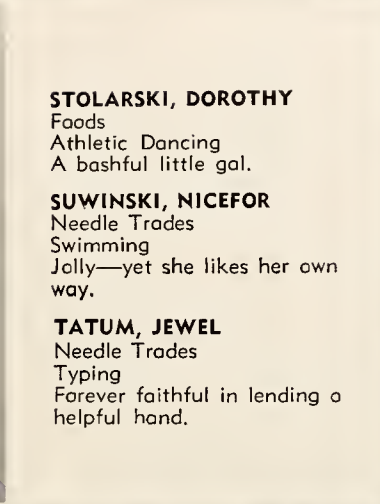 STOLARSKI, DOROTHY
Foods
Athletic Dancing
A bashful little gal.
SUWINSKI, NICEFOR
Needle Trades
Swimming
Jolly—yet she likes her own
way.
TATUM, JEWEL
Needle Trades
Typing
Forever faithful in lending a
helpful hand.